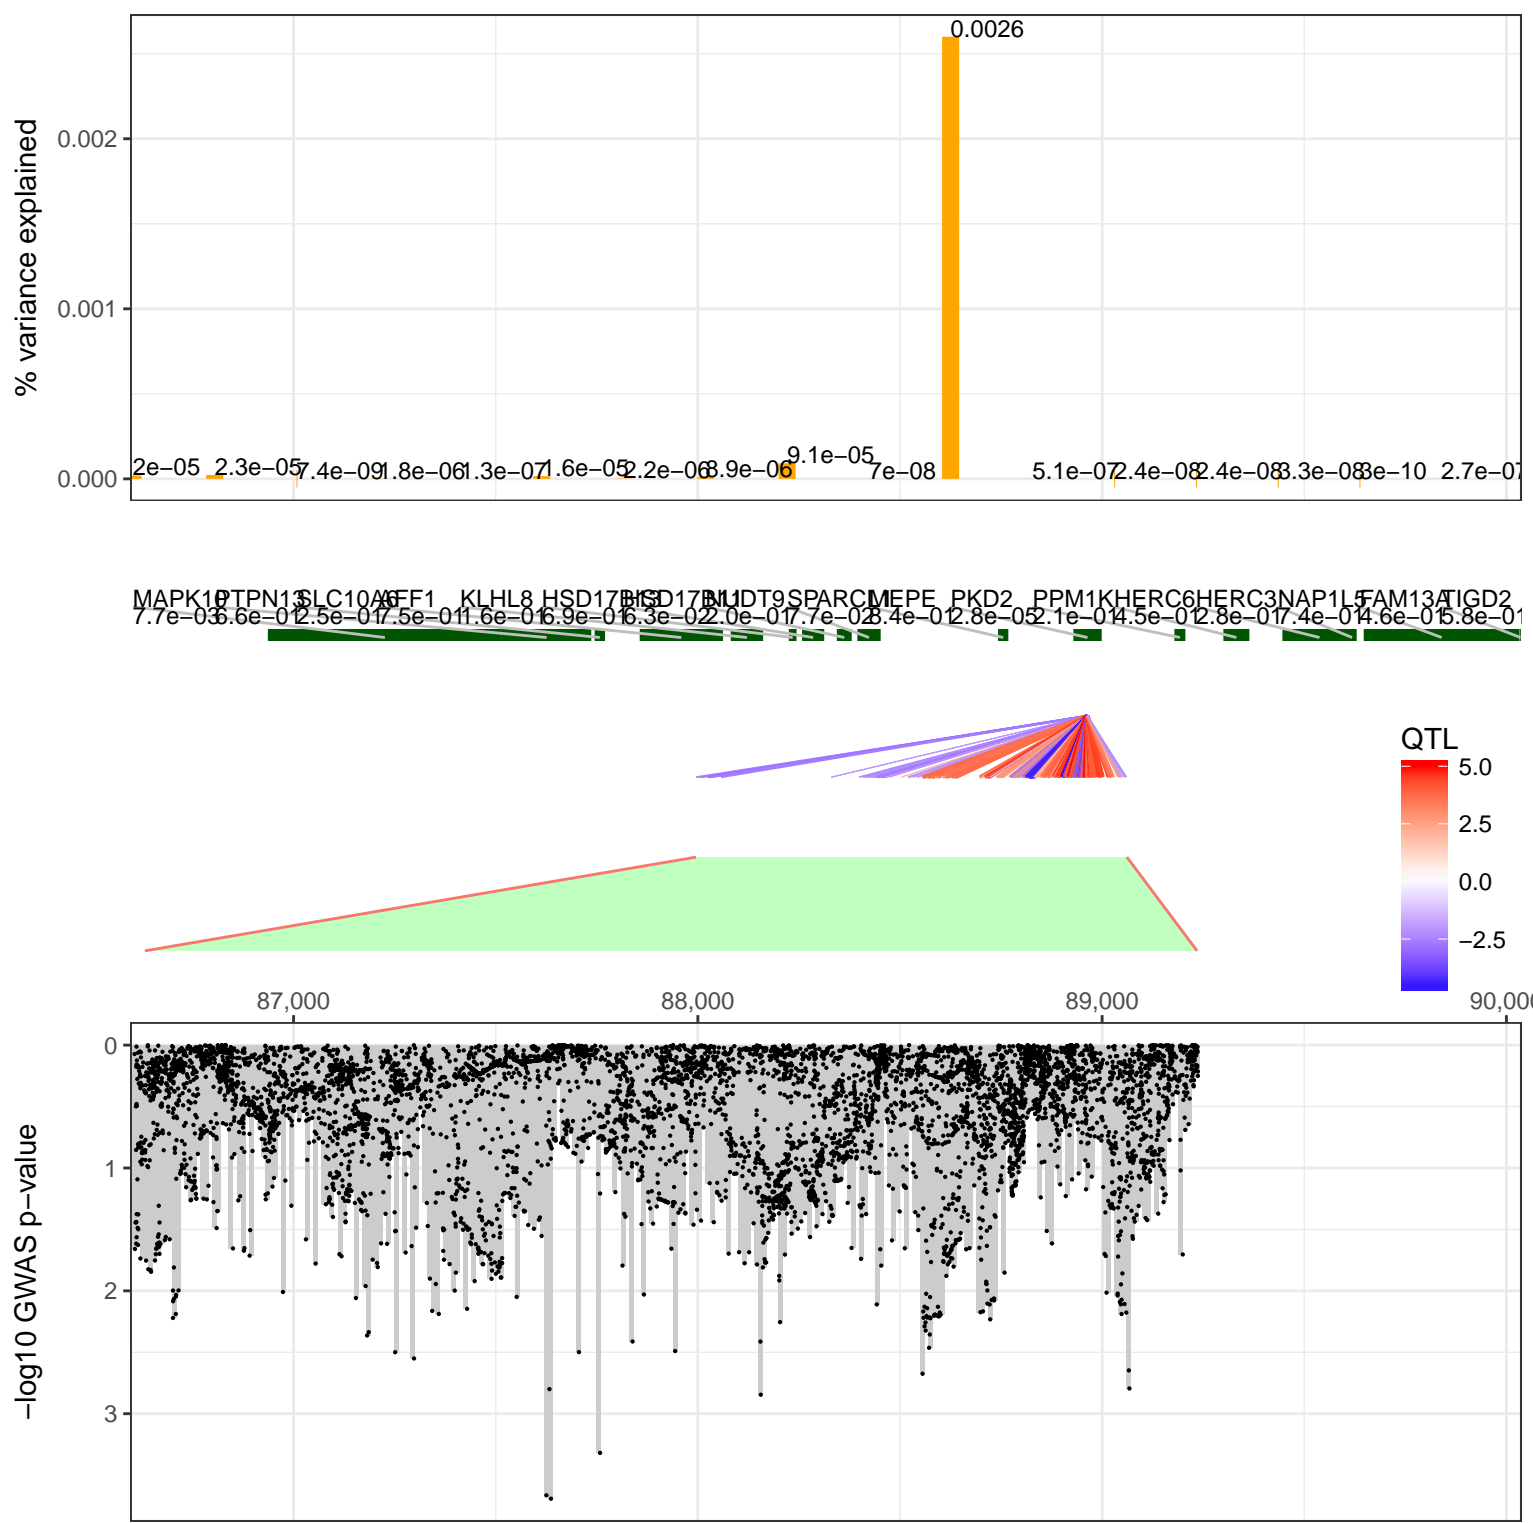 0.0026
% variance explained
0.002
0.001
0.000
2e−05 2.3e−05 7.4e−09 1.8e−06 1.3e−07 1.6e−05 2.2e−06 8.9e−06 9.1e−05 7e−08 5.1e−07 2.4e−08 2.4e−08 3.3e−08 3e−10 2.7e−07
MAPK10 PTPN13 SLC10A6 AFF1 KLHL8 HSD17B13 HSD17B11 NUDT9 SPARCL1 MEPE PKD2 PPM1K HERC6 HERC3 NAP1L5 FAM13A TIGD2
7.7e−03 6.6e−01 2.5e−01 7.5e−01 1.6e−01 6.9e−01 6.3e−02 2.0e−01 7.7e−02 8.4e−01 2.8e−05 2.1e−01 4.5e−01 2.8e−01 7.4e−01 4.6e−01 5.8e−01
QTL
5.0
2.5
0.0
−2.5
87,000 88,000 89,000 90,00
−log10 GWAS p−value
0
1
2
3